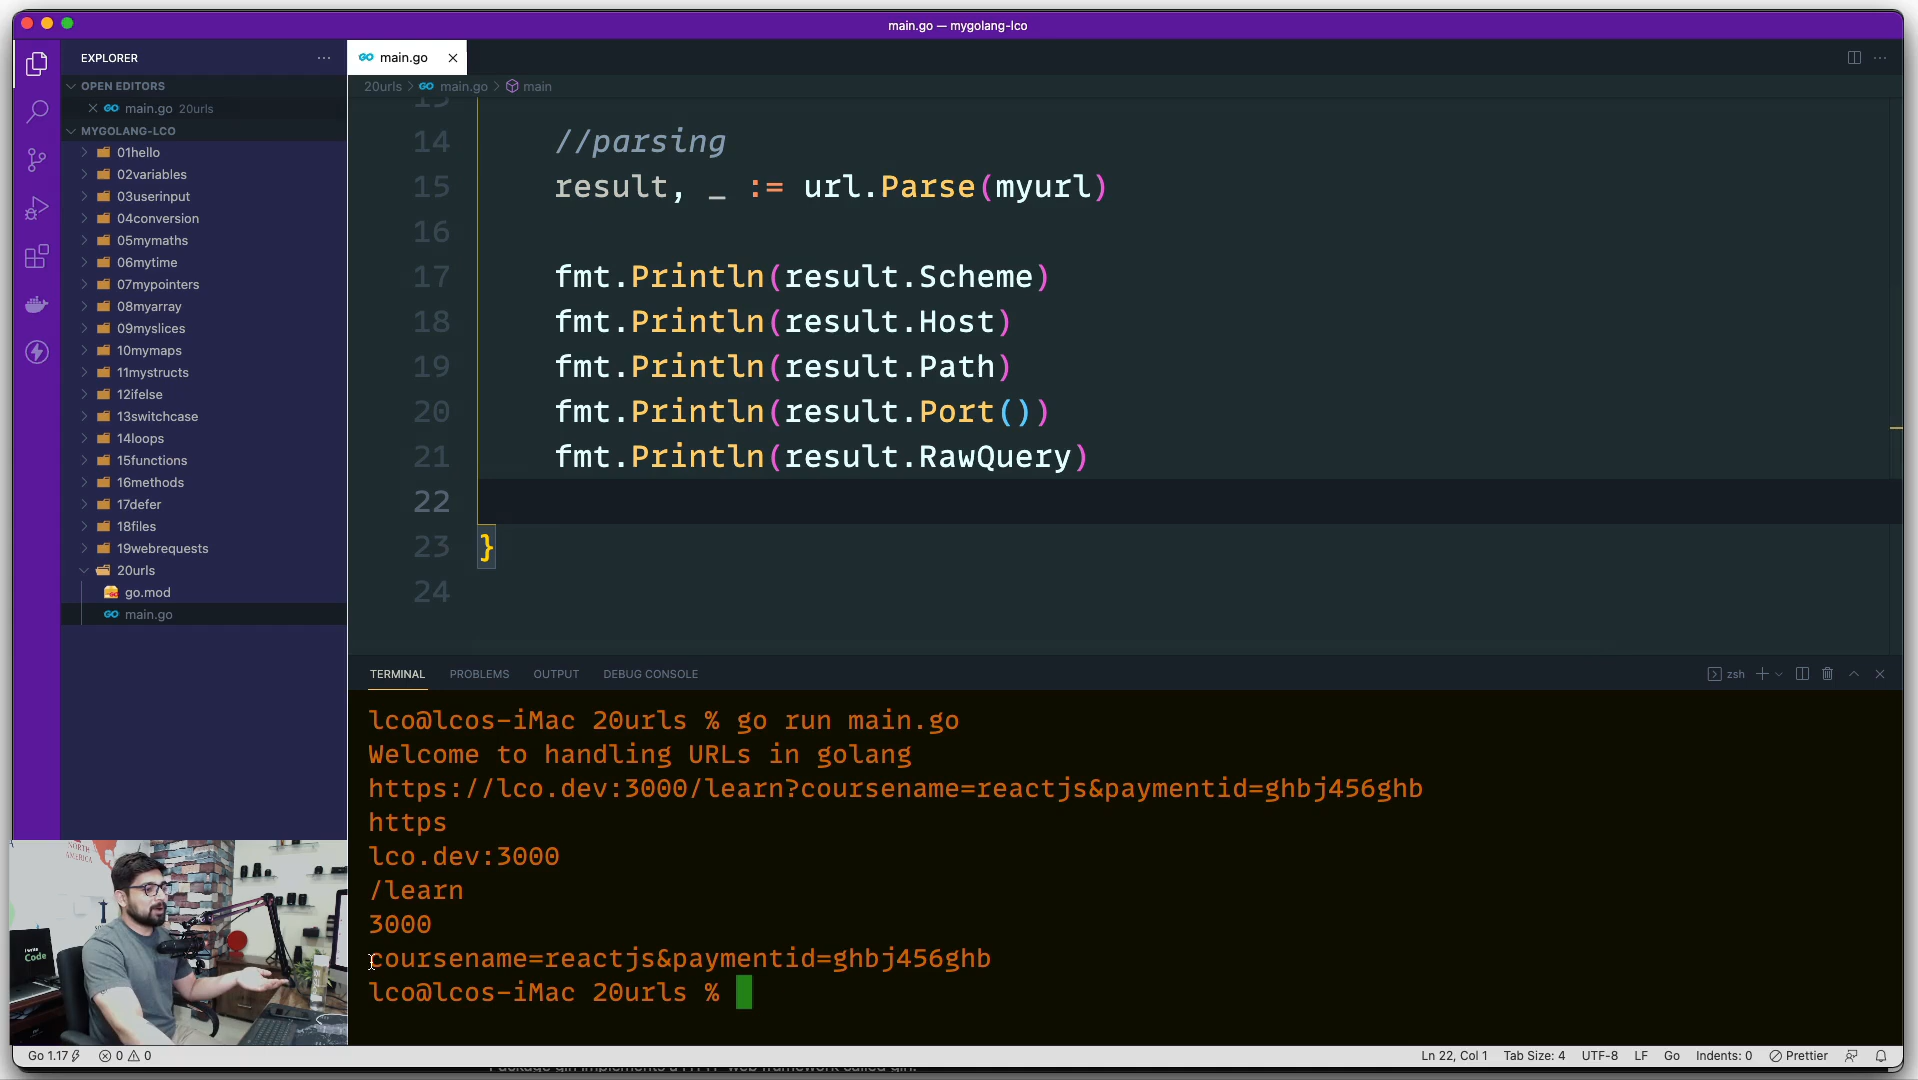 main.go — mygolang-lco
EXPLORER
OPEN EDITORS
main.go 20urls
MYGOLANG-LCO
01hello
02variables
03userinput
04conversion
05mymaths
06mytime
07mypointers
08myarray
09myslices
10mymaps
11mystructs
12ifelse
13switchcase
14loops
15functions
16methods
17defer
18files
19webrequests
20urls
go.mod
main.go
main.go
20urls > main.go > main
14 //parsing
15 result, _ := url.Parse(myurl)
16
17 fmt.Println(result.Scheme)
18 fmt.Println(result.Host)
19 fmt.Println(result.Path)
20 fmt.Println(result.Port())
21 fmt.Println(result.RawQuery)
22
23 }
24
TERMINAL PROBLEMS OUTPUT DEBUG CONSOLE zsh
lco@lcos-iMac 20urls % go run main.go
Welcome to handling URLs in golang
https://lco.dev:3000/learn?coursename=reactjs&paymentid=ghbj456ghb
https
lco.dev:3000
/learn
3000
coursename=reactjs&paymentid=ghbj456ghb
lco@lcos-iMac 20urls %
NORTH
AMERICA
I Write
Code
Go 1.17 0 0 Ln 22, Col 1 Tab Size: 4 UTF-8 LF Go Indents: 0 Prettier